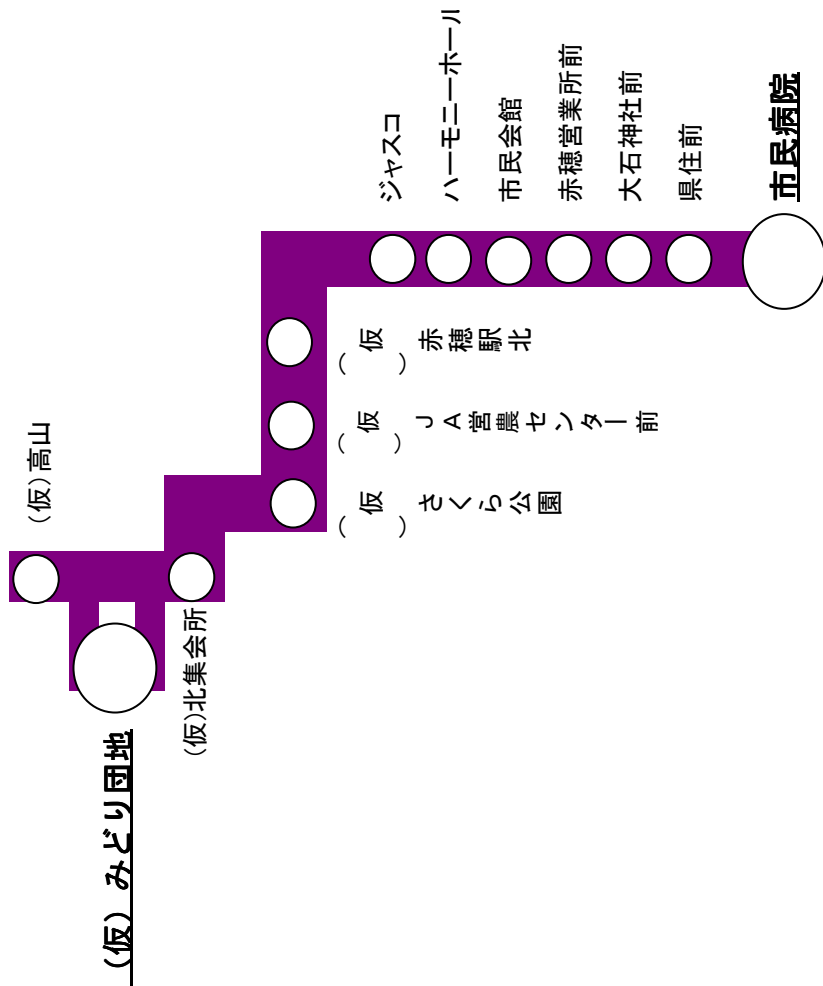 (仮)高山
(仮)みどり団地
(仮)北集会所
(仮)さくら公園
(仮)JA営農センター前
(仮)赤穂駅北
ジャスコ
ハーモニーホール
市民会館
赤穂営業所前
大石神社前
県住前
市民病院